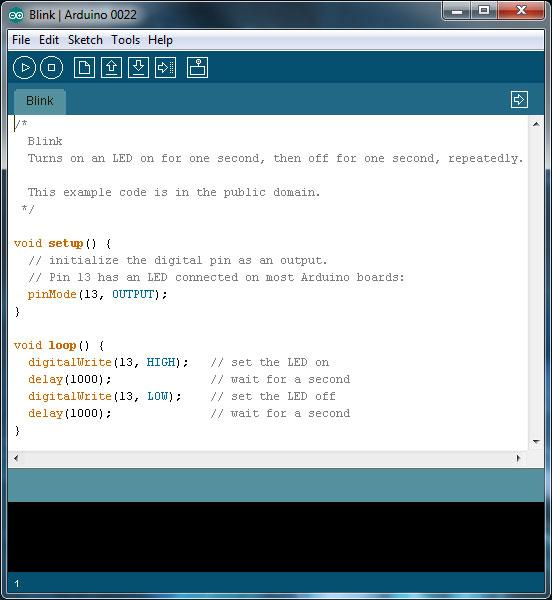 Blink | Arduino 0022
File Edit Sketch Tools Help
Blink
/*
  Blink
  Turns on an LED on for one second, then off for one second, repeatedly.

  This example code is in the public domain.
 */

void setup() {
  // initialize the digital pin as an output.
  // Pin 13 has an LED connected on most Arduino boards:
  pinMode(13, OUTPUT);
}

void loop() {
  digitalWrite(13, HIGH);   // set the LED on
  delay(1000);              // wait for a second
  digitalWrite(13, LOW);    // set the LED off
  delay(1000);              // wait for a second
}
1